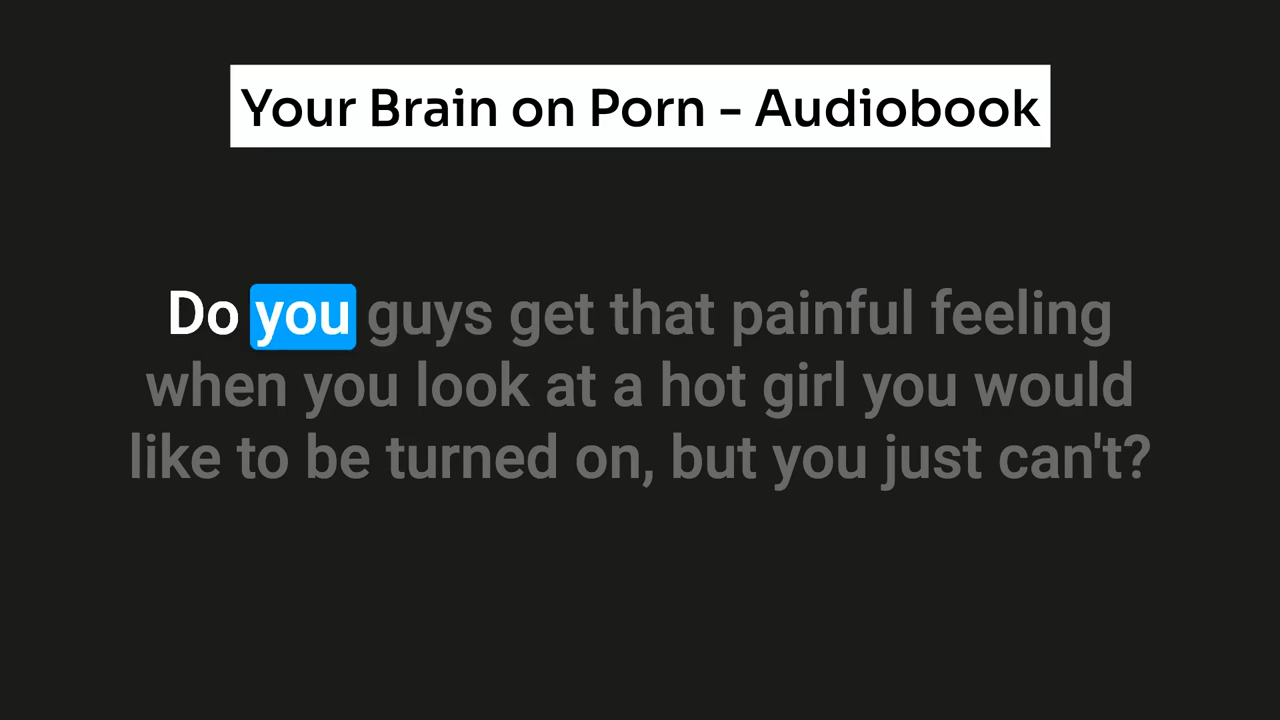 Your Brain on Porn - Audiobook
Do you guys get that painful feeling
when you look at a hot girl you would
like to be turned on, but you just can't?